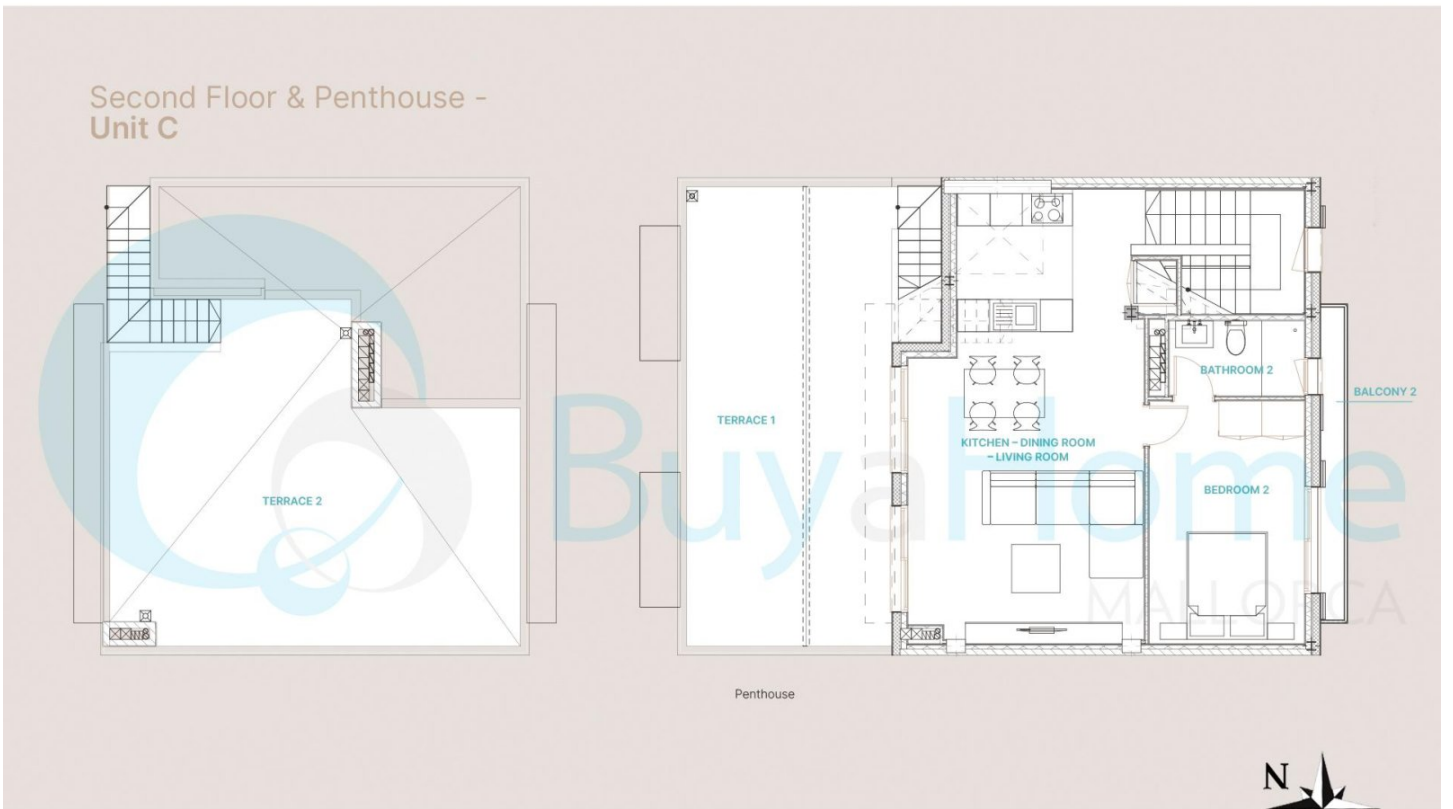 Second Floor & Penthouse -
Unit C
TERRACE 2
TERRACE 1
KITCHEN – DINING ROOM
– LIVING ROOM
BATHROOM 2
BALCONY 2
BEDROOM 2
BuyaHome
MALLORCA
Penthouse
N